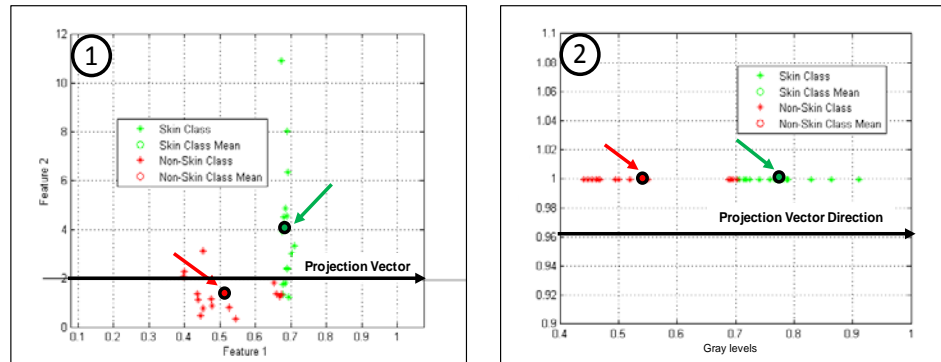 1
12
10
8
6
4
2
0
Feature 2
Skin Class
Skin Class Mean
Non-Skin Class
Non-Skin Class Mean
Projection Vector
0.1 0.2 0.3 0.4 0.5 0.6 0.7 0.8 0.9 1
Feature 1
2
1.1
1.08
1.06
1.04
1.02
1
0.98
0.96
0.94
0.92
0.9
Skin Class
Skin Class Mean
Non-Skin Class
Non-Skin Class Mean
Projection Vector Direction
0.4 0.5 0.6 0.7 0.8 0.9 1
Gray levels